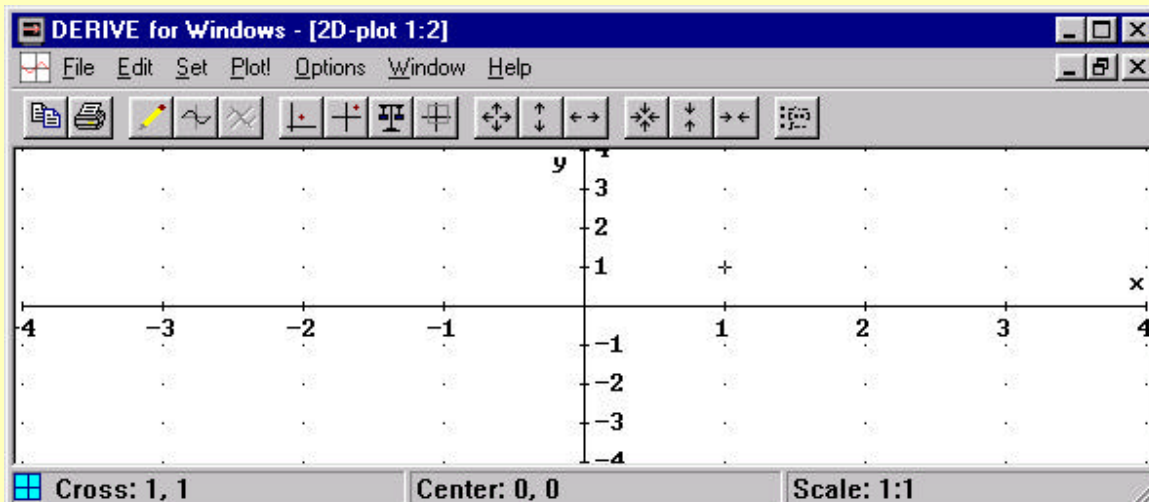 DERIVE for Windows - [2D-plot 1:2]
File Edit Set Plot! Options Window Help
4
y
3
2
1
x
-4 -3 -2 -1 1 2 3 4
-1
-2
-3
-4
Cross: 1, 1 Center: 0, 0 Scale: 1:1